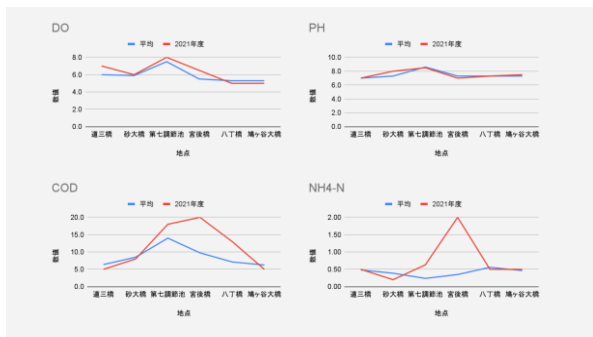 DO
平均 2021年度
8.0
6.0
4.0
2.0
0.0
数値
道三橋 砂大橋 第七調節池 宮後橋 八丁橋 鳩ヶ谷大橋
地点
PH
平均 2021年度
10.0
8.0
6.0
4.0
2.0
0.0
数値
道三橋 砂大橋 第七調節池 宮後橋 八丁橋 鳩ヶ谷大橋
地点
COD
平均 2021年度
20.0
15.0
10.0
5.0
0.0
数値
道三橋 砂大橋 第七調節池 宮後橋 八丁橋 鳩ヶ谷大橋
地点
NH4-N
平均 2021年度
2.00
1.50
1.00
0.50
0.00
数値
道三橋 砂大橋 第七調節池 宮後橋 八丁橋 鳩ヶ谷大橋
地点